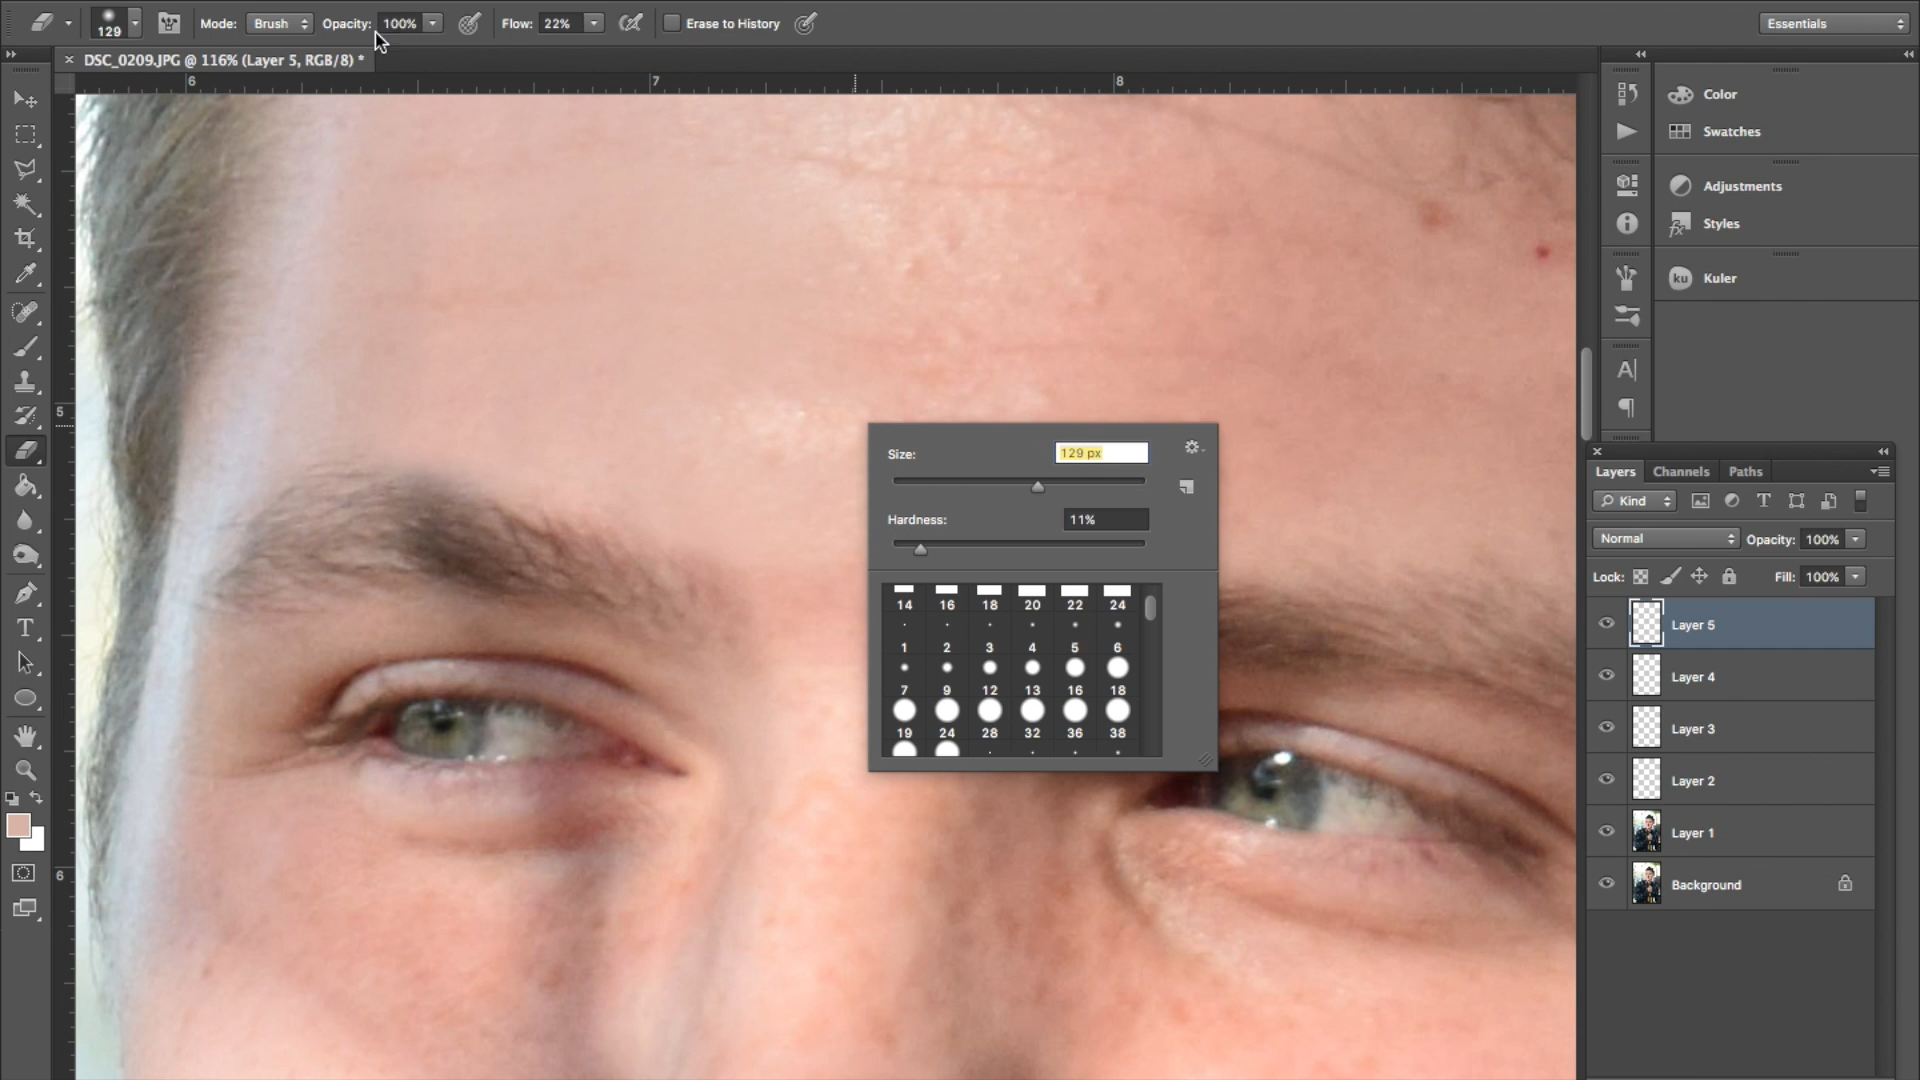 129 Mode: Brush Opacity: 100% Flow: 22% Erase to History Essentials
DSC_0209.JPG @ 116% (Layer 5, RGB/8) *
6 7 8
5
6
Color
Swatches
Adjustments
Styles
ku Kuler
Size: 129 px
Hardness: 11%
14 16 18 20 22 24
1 2 3 4 5 6
7 9 12 13 16 18
19 24 28 32 36 38
Layers Channels Paths
Kind
Normal Opacity: 100%
Lock: Fill: 100%
Layer 5
Layer 4
Layer 3
Layer 2
Layer 1
Background